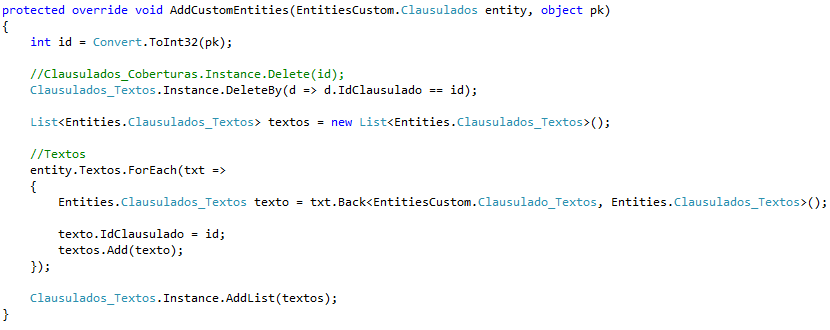 protected override void AddCustomEntities(EntitiesCustom.Clausulados entity, object pk)
{
    int id = Convert.ToInt32(pk);

    //Clausulados_Coberturas.Instance.Delete(id);
    Clausulados_Textos.Instance.DeleteBy(d => d.IdClausulado == id);

    List<Entities.Clausulados_Textos> textos = new List<Entities.Clausulados_Textos>();

    //Textos
    entity.Textos.ForEach(txt =>
    {
        Entities.Clausulados_Textos texto = txt.Back<EntitiesCustom.Clausulado_Textos, Entities.Clausulados_Textos>();

        texto.IdClausulado = id;
        textos.Add(texto);
    });

    Clausulados_Textos.Instance.AddList(textos);
}